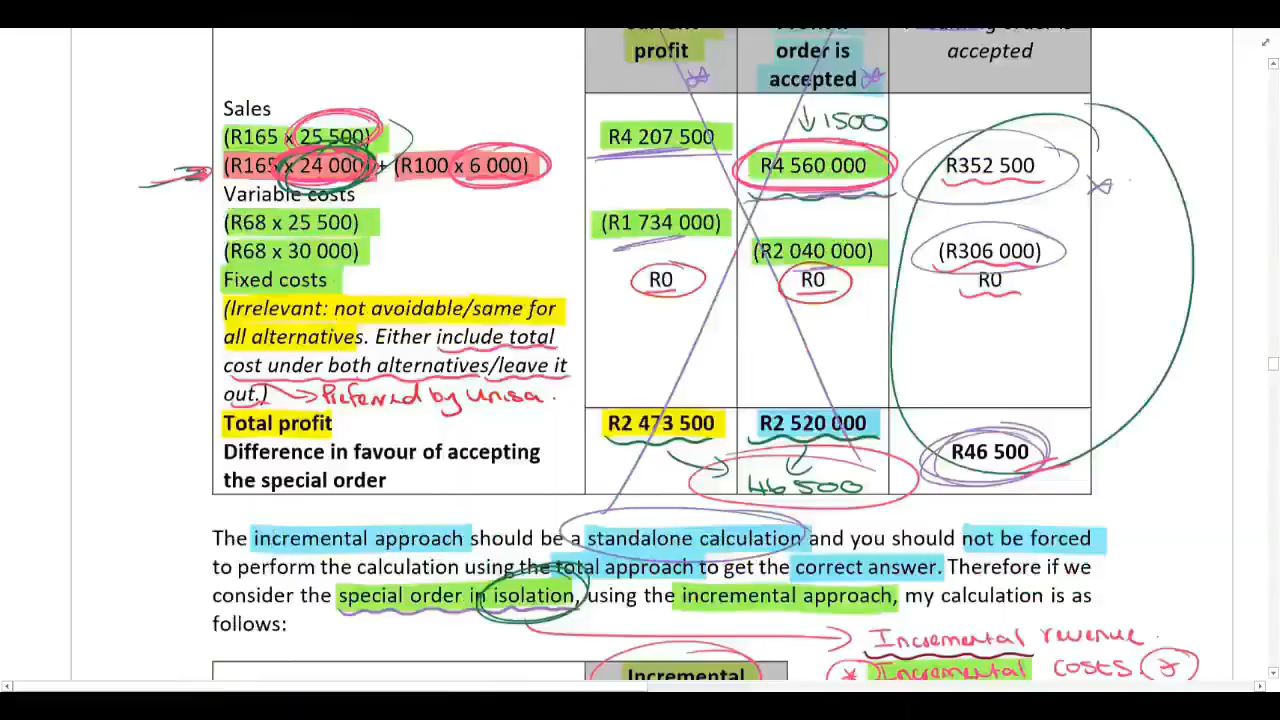 profit
order is
accepted
accepted
Sales
(R165 x 25 500)
R4 207 500
↓1500
(R165 x 24 000) + (R100 x 6 000)
R4 560 000
R352 500
Variable costs
(R68 x 25 500)
(R1 734 000)
(R68 x 30 000)
(R2 040 000)
(R306 000)
Fixed costs
R0
R0
R0
(Irrelevant: not avoidable/same for
all alternatives. Either include total
cost under both alternatives/leave it
out.)
Preferred by Unisa.
Total profit
R2 473 500
R2 520 000
Difference in favour of accepting
the special order
R46 500
46 500
The incremental approach should be a standalone calculation and you should not be forced
to perform the calculation using the total approach to get the correct answer. Therefore if we
consider the special order in isolation, using the incremental approach, my calculation is as
follows:
Incremental revenue.
Incremental
* Incremental costs